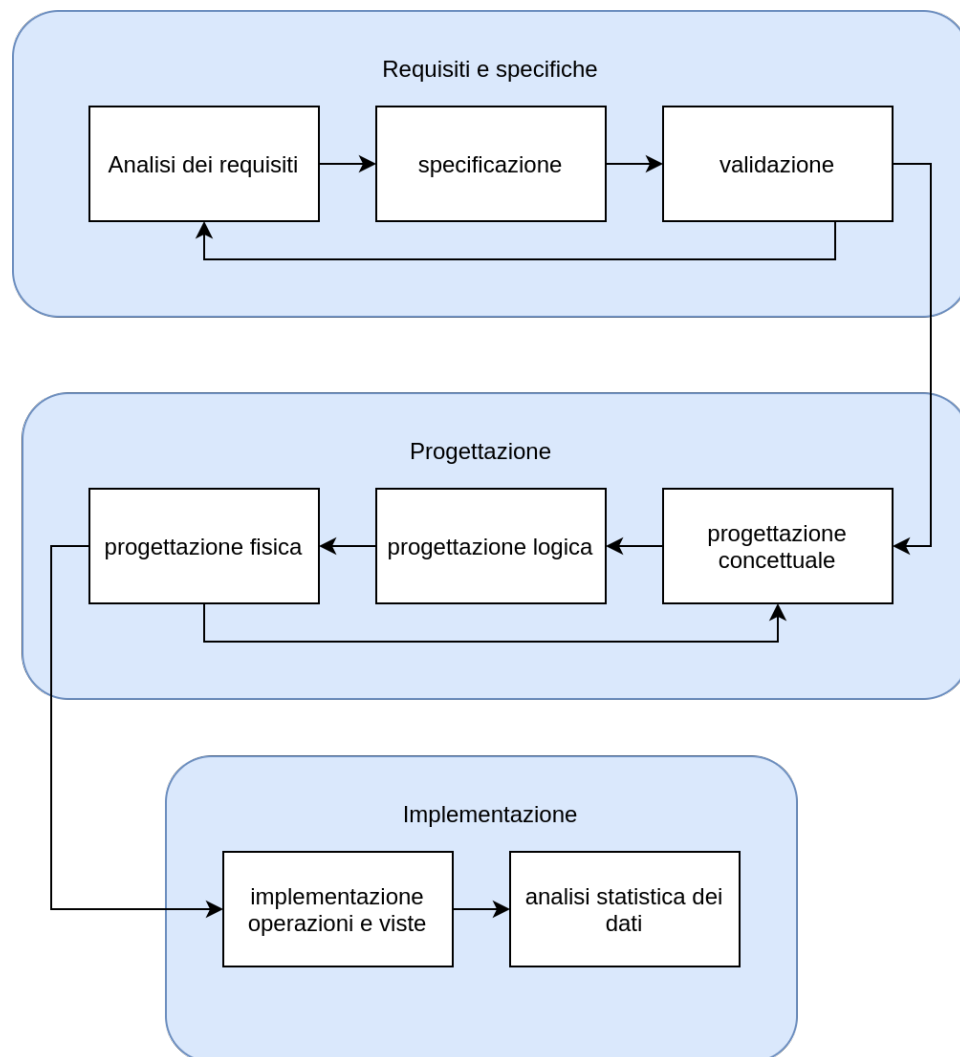 Requisiti e specifiche
Analisi dei requisiti
specificazione
validazione
Progettazione
progettazione fisica
progettazione logica
progettazione
concettuale
Implementazione
implementazione
operazioni e viste
analisi statistica dei
dati